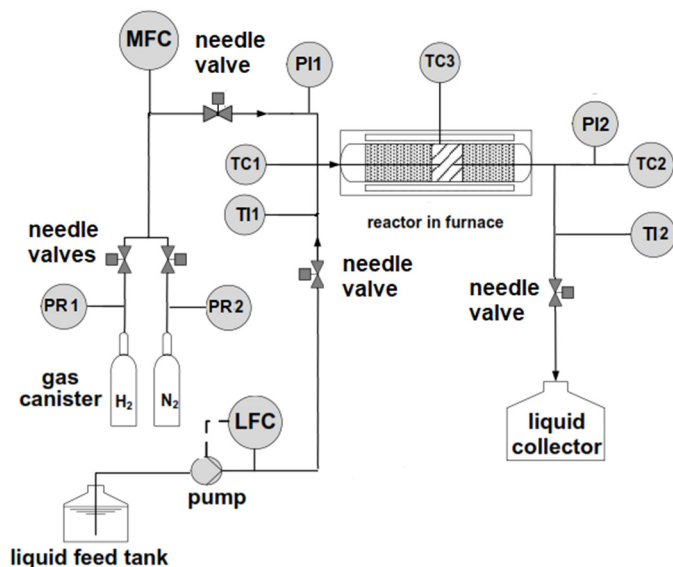 MFC
needle
valve
PI1
TC3
PI2
TC1
TC2
TI1
reactor in furnace
TI2
needle
valves
needle
valve
needle
valve
PR1
PR2
gas
canister
H₂
N₂
LFC
liquid
collector
pump
liquid feed tank